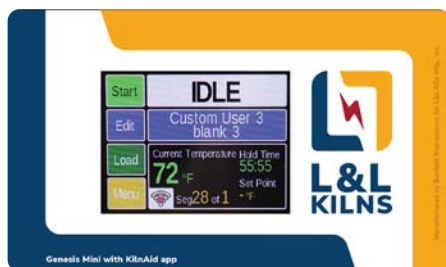 Start
IDLE
Edit
Custom User 3
blank 3
Load
Current Temperature Hold Time
72 °F
55:55
Set Point
- °F
Menu
Seg 28 of 1
L&L
KILNS
Genesis Mini with KilnAid app